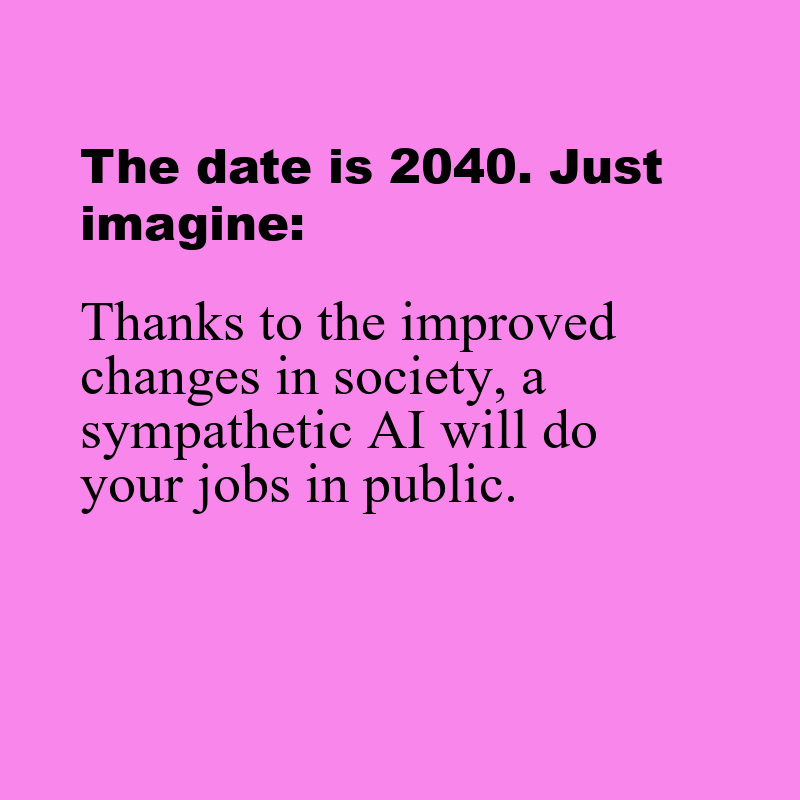 The date is 2040. Just
imagine:
Thanks to the improved
changes in society, a
sympathetic AI will do
your jobs in public.